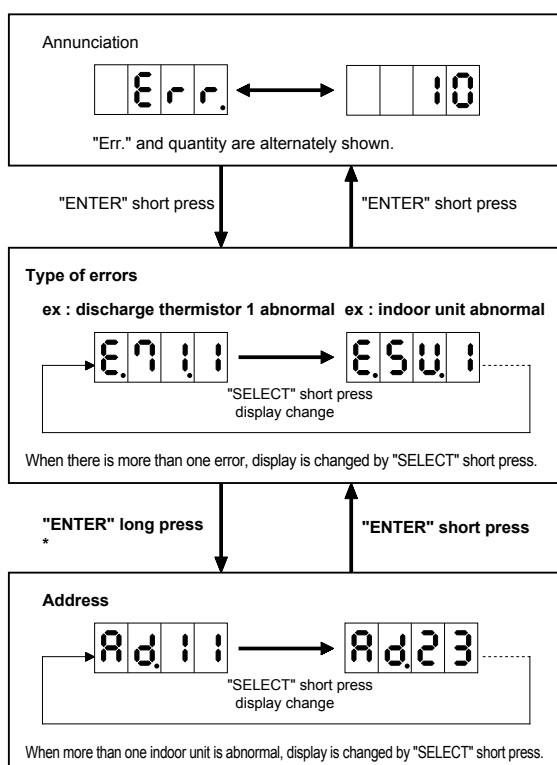 Annunciation
Err. 10
"Err." and quantity are alternately shown.
"ENTER" short press "ENTER" short press
Type of errors
ex : discharge thermistor 1 abnormal ex : indoor unit abnormal
E.71.1 E.5U.1
"SELECT" short press
display change
When there is more than one error, display is changed by "SELECT" short press.
"ENTER" long press "ENTER" short press
*
Address
Ad.11 Ad.23
"SELECT" short press
display change
When more than one indoor unit is abnormal, display is changed by "SELECT" short press.